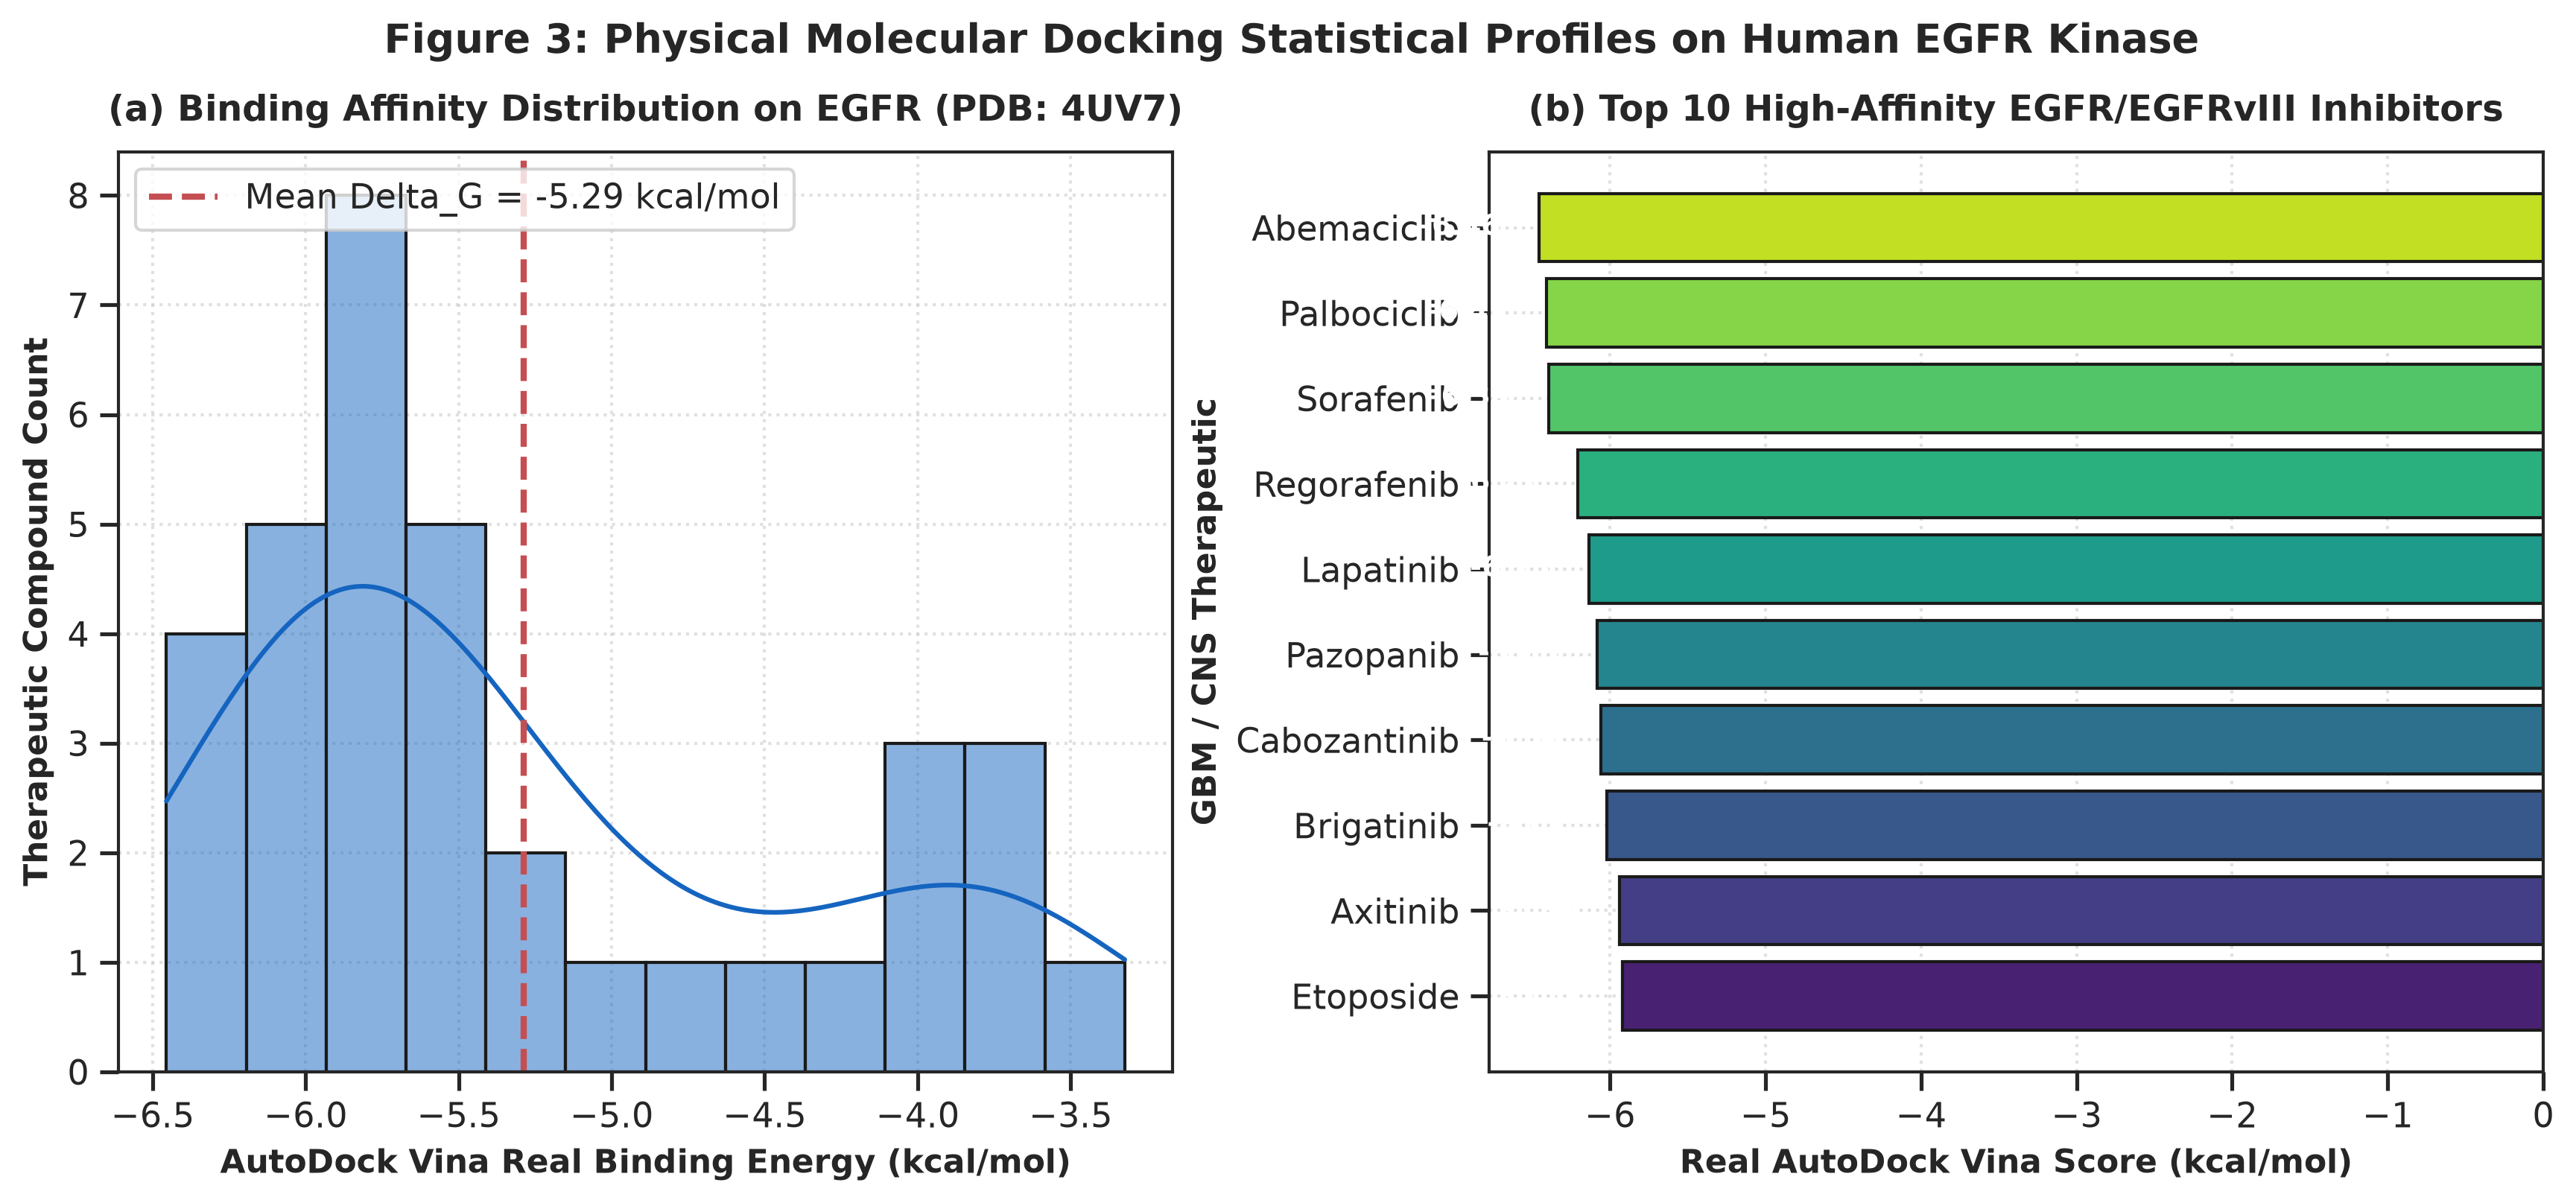 Figure 3: Physical Molecular Docking Statistical Profiles on Human EGFR Kinase
(a) Binding Affinity Distribution on EGFR (PDB: 4UV7)
Mean Delta_G = -5.29 kcal/mol
Therapeutic Compound Count
8
7
6
5
4
3
2
1
0
−6.5 −6.0 −5.5 −5.0 −4.5 −4.0 −3.5
AutoDock Vina Real Binding Energy (kcal/mol)
(b) Top 10 High-Affinity EGFR/EGFRvIII Inhibitors
GBM / CNS Therapeutic
Abemaciclib
Palbociclib
Sorafenib
Regorafenib
Lapatinib
Pazopanib
Cabozantinib
Brigatinib
Axitinib
Etoposide
−6 −5 −4 −3 −2 −1 0
Real AutoDock Vina Score (kcal/mol)